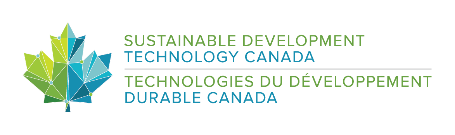 SUSTAINABLE DEVELOPMENT
TECHNOLOGY CANADA
TECHNOLOGIES DU DÉVELOPPEMENT
DURABLE CANADA